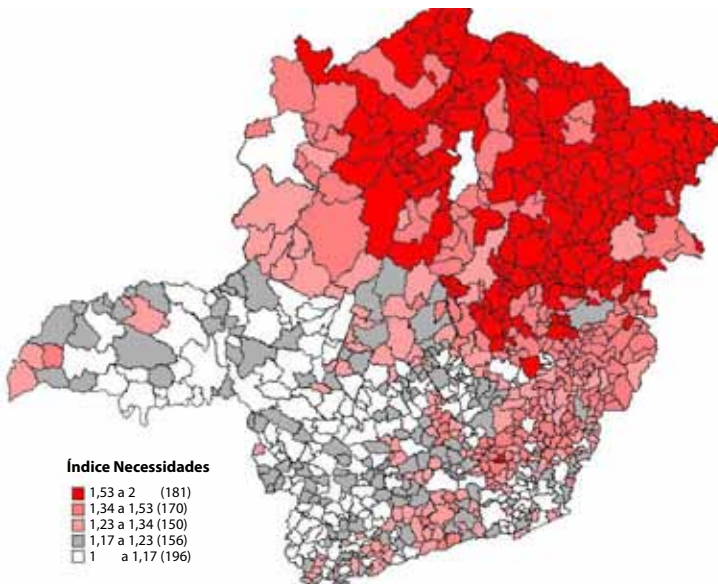 Índice Necessidades
1,53 a 2 (181)
1,34 a 1,53 (170)
1,23 a 1,34 (150)
1,17 a 1,23 (156)
1 a 1,17 (196)